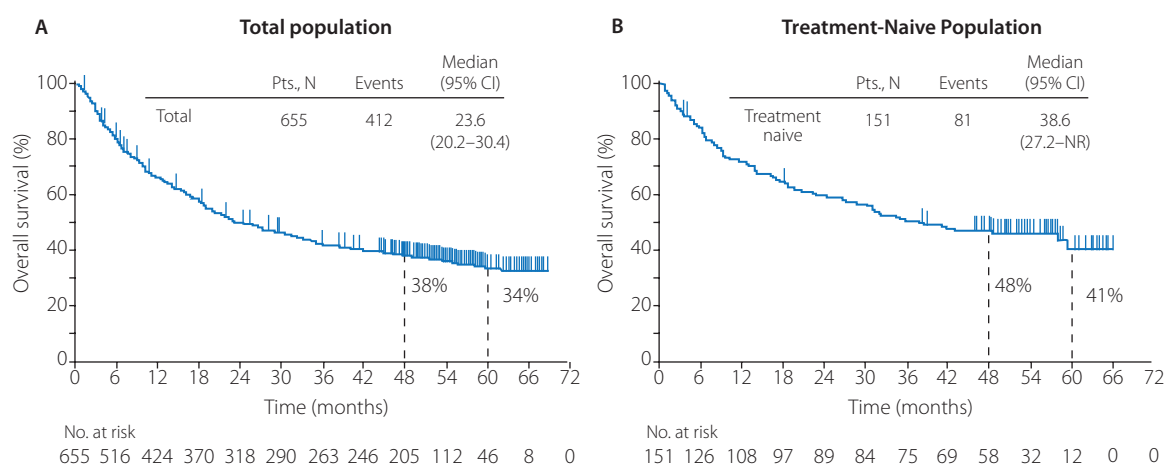 A Total population
Pts., N Events Median (95% CI)
Total 655 412 23.6 (20.2–30.4)
Overall survival (%)
100
80
60
40
20
0
38%
34%
0 6 12 18 24 30 36 42 48 54 60 66 72
Time (months)
No. at risk
655 516 424 370 318 290 263 246 205 112 46 8 0
B Treatment-Naive Population
Pts., N Events Median (95% CI)
Treatment naive 151 81 38.6 (27.2–NR)
Overall survival (%)
100
80
60
40
20
0
48%
41%
0 6 12 18 24 30 36 42 48 54 60 66 72
Time (months)
No. at risk
151 126 108 97 89 84 75 69 58 32 12 0 0